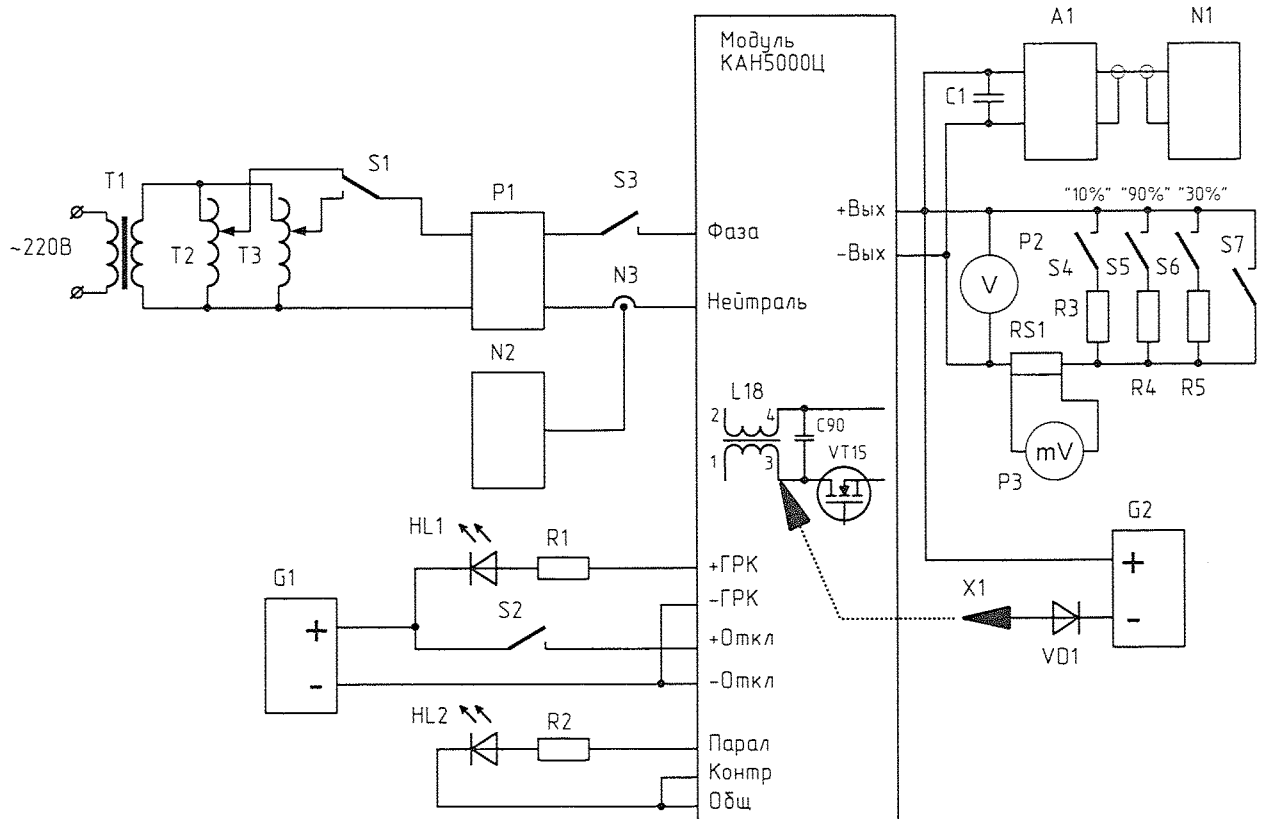 A1
N1
Модуль
КАН5000Ц
C1
T1
S1
P1
S3
"10%"
"90%"
"30%"
~220В
T2
T3
+Вых
Фаза
P2
–Вых
S4
S5
S6
S7
V
N3
Нейтраль
R3
RS1
N2
L18
R4
R5
2
4
C90
1
3
VT15
mV
P3
HL1
R1
G2
+ГРК
+
G1
–ГРК
X1
S2
+
+Откл
-
VD1
-
–Откл
HL2
R2
Парал
Контр
Общ